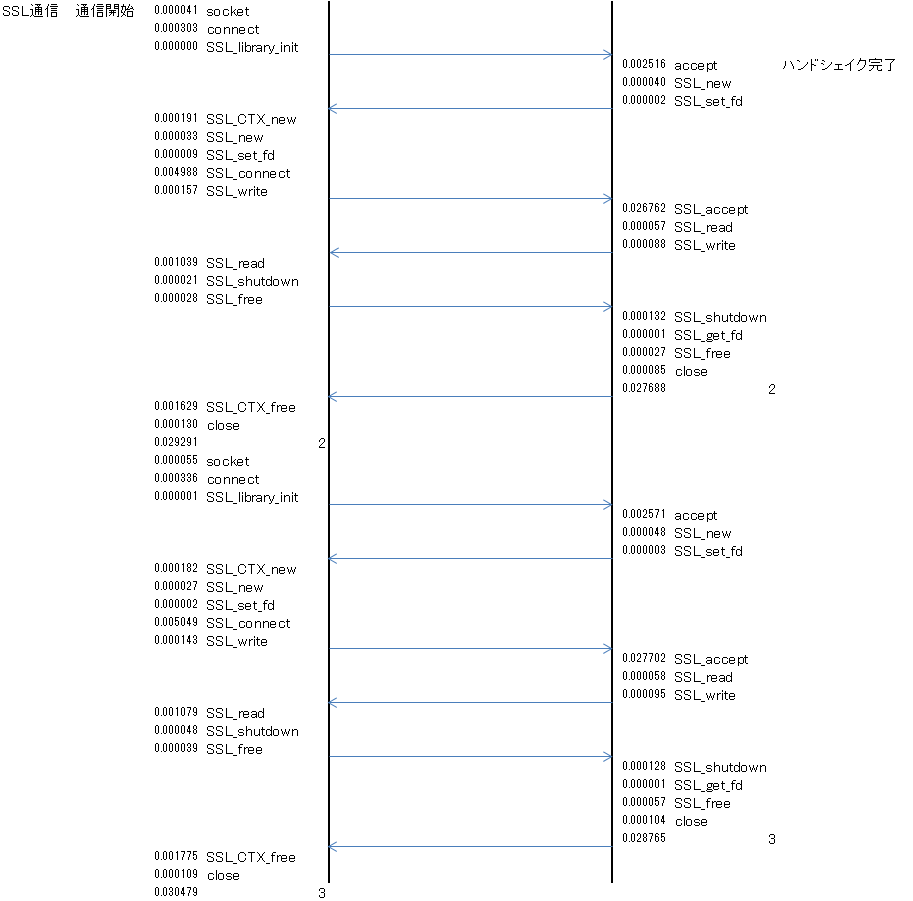 SSL通信 通信開始 0.000041 socket
0.000303 connect
0.000000 SSL_library_init
0.002516 accept ハンドシェイク完了
0.000040 SSL_new
0.000002 SSL_set_fd
0.000191 SSL_CTX_new
0.000033 SSL_new
0.000009 SSL_set_fd
0.004988 SSL_connect
0.000157 SSL_write
0.026762 SSL_accept
0.000057 SSL_read
0.000088 SSL_write
0.001039 SSL_read
0.000021 SSL_shutdown
0.000028 SSL_free
0.000132 SSL_shutdown
0.000001 SSL_get_fd
0.000027 SSL_free
0.000085 close
0.027688 2
0.001629 SSL_CTX_free
0.000130 close
0.029291 2
0.000055 socket
0.000336 connect
0.000001 SSL_library_init
0.002571 accept
0.000048 SSL_new
0.000003 SSL_set_fd
0.000182 SSL_CTX_new
0.000027 SSL_new
0.000002 SSL_set_fd
0.005049 SSL_connect
0.000143 SSL_write
0.027702 SSL_accept
0.000058 SSL_read
0.000095 SSL_write
0.001079 SSL_read
0.000048 SSL_shutdown
0.000039 SSL_free
0.000128 SSL_shutdown
0.000001 SSL_get_fd
0.000057 SSL_free
0.000104 close
0.028765 3
0.001775 SSL_CTX_free
0.000109 close
0.030479 3